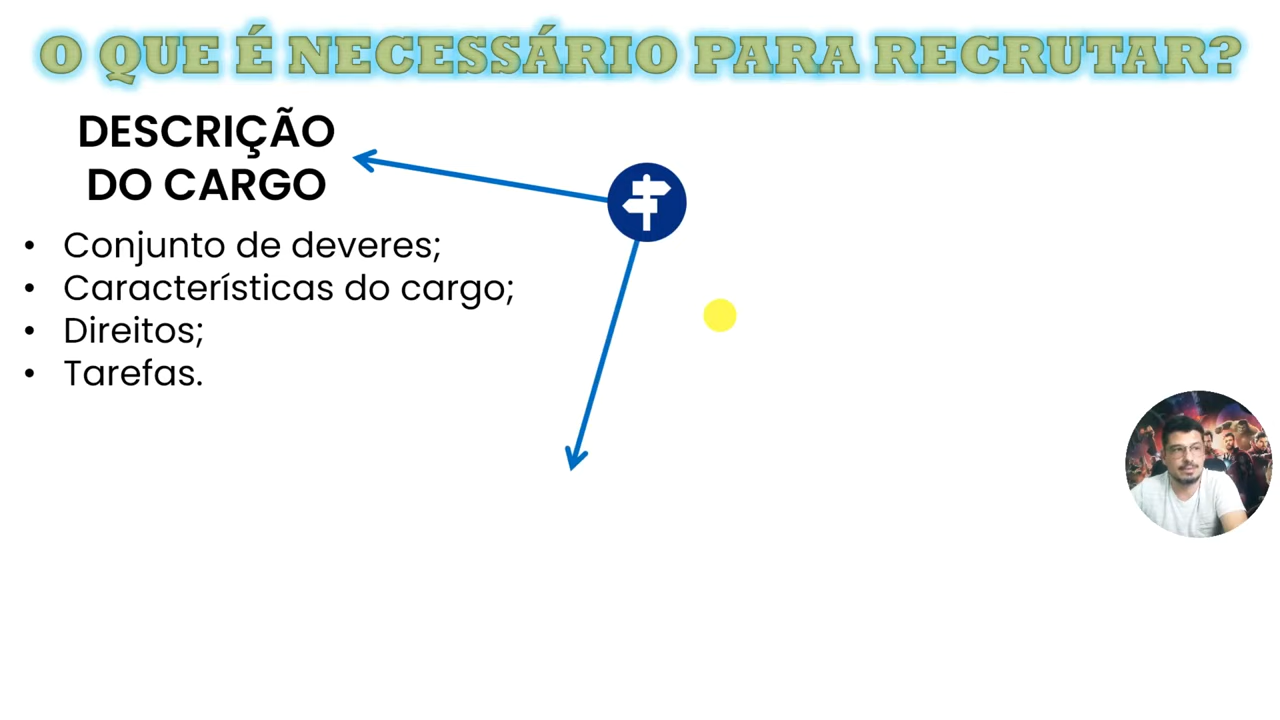 O QUE É NECESSÁRIO PARA RECRUTAR?
DESCRIÇÃO
DO CARGO
• Conjunto de deveres;
• Características do cargo;
• Direitos;
• Tarefas.